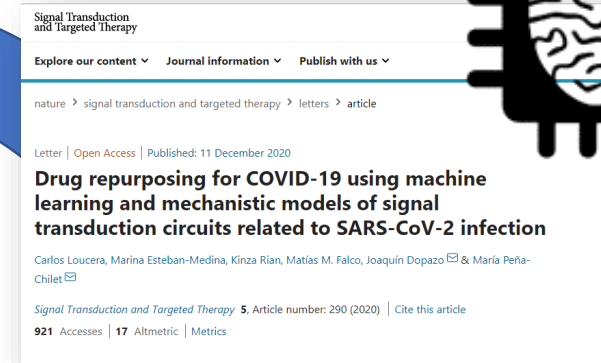 Signal Transduction
and Targeted Therapy
Explore our content Journal information Publish with us
nature > signal transduction and targeted therapy > letters > article
Letter | Open Access | Published: 11 December 2020
Drug repurposing for COVID-19 using machine
learning and mechanistic models of signal
transduction circuits related to SARS-CoV-2 infection
Carlos Loucera, Marina Esteban-Medina, Kinza Rian, Matías M. Falco, Joaquín Dopazo & María Peña-
Chilet
Signal Transduction and Targeted Therapy 5, Article number: 290 (2020) | Cite this article
921 Accesses | 17 Altmetric | Metrics